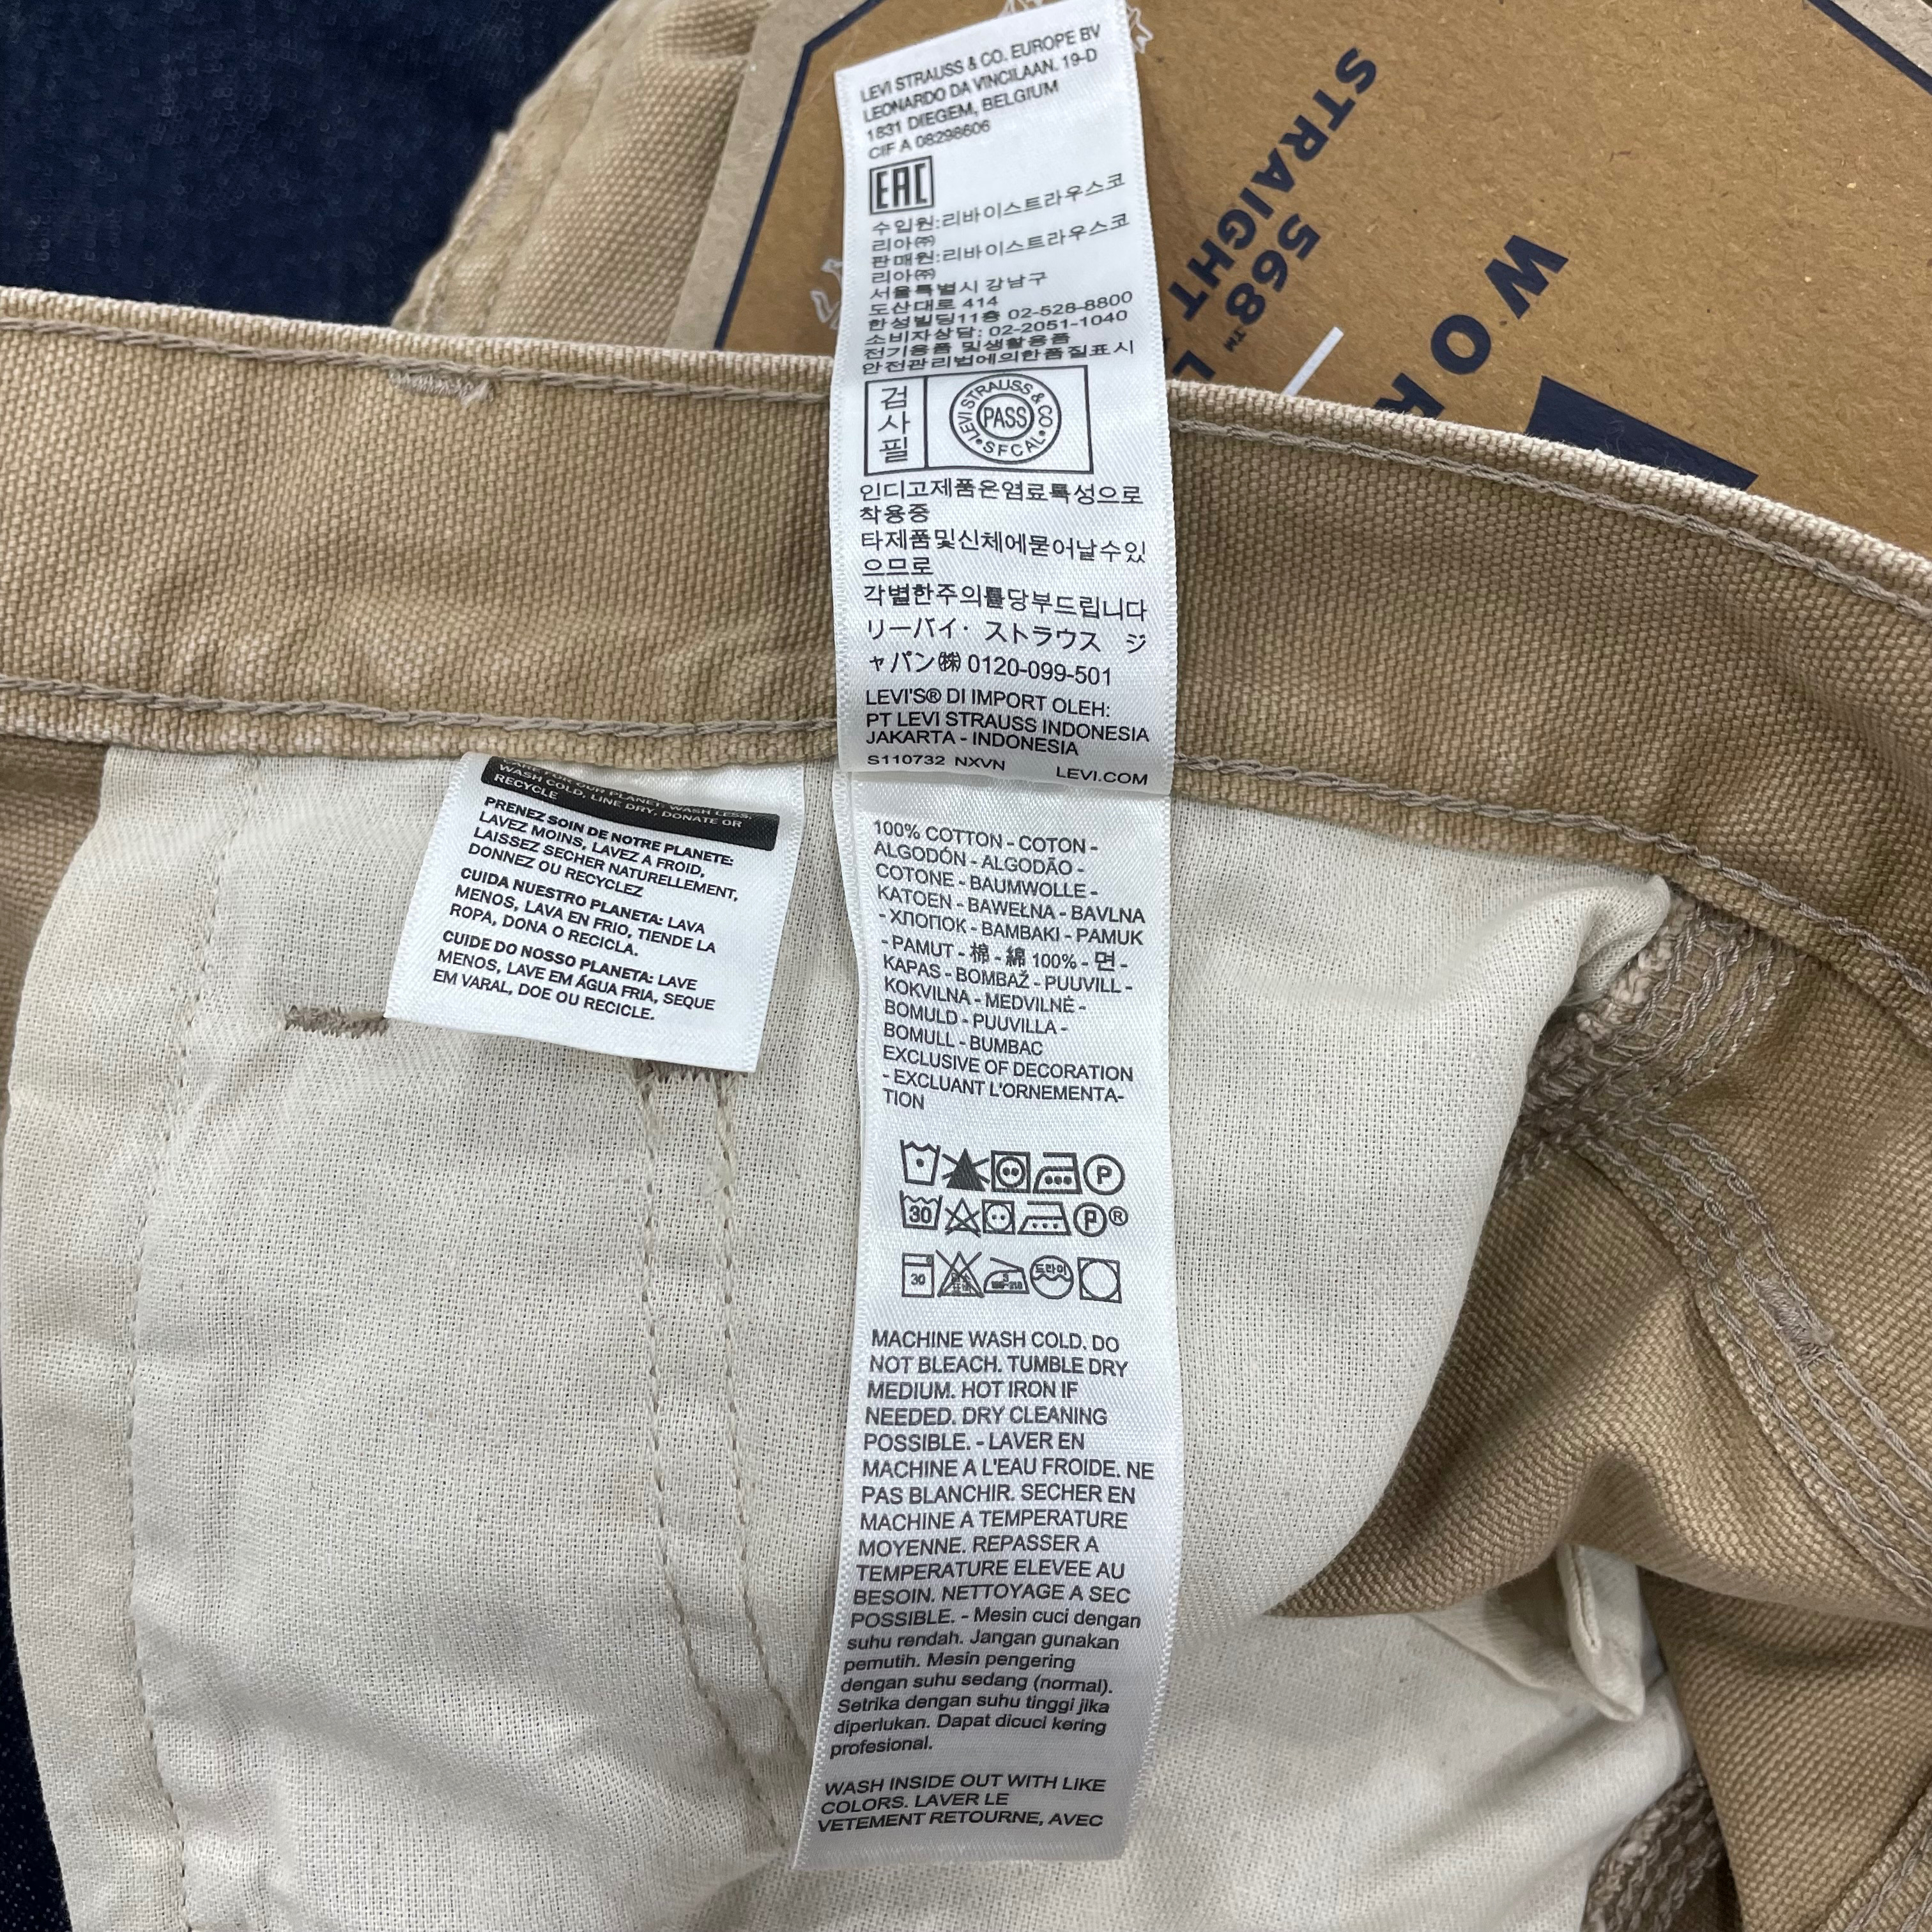 LEVI STRAUSS & CO. EUROPE BV
LEONARDO DA VINCILAAN. 19-D
1831 DIEGEM, BELGIUM
CIF A 08298606
EAC
수입원:리바이스트라우스코
리아㈜
판매원:리바이스트라우스코
리아㈜
서울특별시 강남구
도산대로 414
한성빌딩11층 02-528-8800
소비자상담: 02-2051-1040
전기용품 및생활용품
안전관리법에의한품질표시
검
사
필
LEVI STRAUSS & CO
PASS
SFCAL
인디고제품은염료특성으로
착용중
타제품및신체에묻어날수있
으므로
각별한주의를당부드립니다
リーバイ· ストラウス ジ
ャパン㈱ 0120-099-501
LEVI'S® DI IMPORT OLEH:
PT LEVI STRAUSS INDONESIA
JAKARTA - INDONESIA
S110732 NXVN LEVI.COM
100% COTTON - COTON -
ALGODÓN - ALGODÃO -
COTONE - BAUMWOLLE -
KATOEN - BAWEŁNA - BAVLNA
- ХЛОПОК - BAMBAKI - PAMUK
- PAMUT - 棉 - 綿 100% - 면 -
KAPAS - BOMBAŽ - PUUVILL -
KOKVILNA - MEDVILNĖ -
BOMULD - PUUVILLA -
BOMULL - BUMBAC
EXCLUSIVE OF DECORATION
- EXCLUANT L'ORNEMENTA-
TION
P
30 P®
30 드라이
MACHINE WASH COLD. DO
NOT BLEACH. TUMBLE DRY
MEDIUM. HOT IRON IF
NEEDED. DRY CLEANING
POSSIBLE. - LAVER EN
MACHINE A L'EAU FROIDE. NE
PAS BLANCHIR. SECHER EN
MACHINE A TEMPERATURE
MOYENNE. REPASSER A
TEMPERATURE ELEVEE AU
BESOIN. NETTOYAGE A SEC
POSSIBLE. - Mesin cuci dengan
suhu rendah. Jangan gunakan
pemutih. Mesin pengering
dengan suhu sedang (normal).
Setrika dengan suhu tinggi jika
diperlukan. Dapat dicuci kering
profesional.
WASH INSIDE OUT WITH LIKE
COLORS. LAVER LE
VETEMENT RETOURNE, AVEC
CARE FOR OUR PLANET: WASH LESS,
WASH COLD, LINE DRY, DONATE OR
RECYCLE
PRENEZ SOIN DE NOTRE PLANETE:
LAVEZ MOINS, LAVEZ A FROID,
LAISSEZ SECHER NATURELLEMENT,
DONNEZ OU RECYCLEZ
CUIDA NUESTRO PLANETA: LAVA
MENOS, LAVA EN FRIO, TIENDE LA
ROPA, DONA O RECICLA.
CUIDE DO NOSSO PLANETA: LAVE
MENOS, LAVE EM ÁGUA FRIA, SEQUE
EM VARAL, DOE OU RECICLE.
STRAIGHT
568™
STRAIGHT
WOR